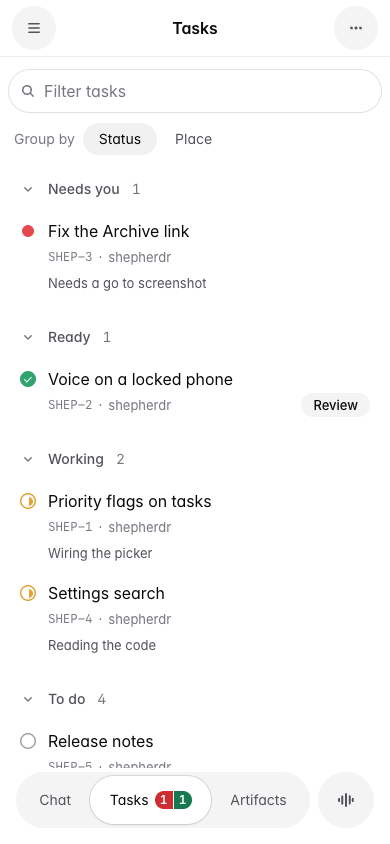 Tasks
Filter tasks
Group by Status Place
Needs you 1
Fix the Archive link
SHEP-3 · shepherdr
Needs a go to screenshot
Ready 1
Voice on a locked phone
SHEP-2 · shepherdr
Review
Working 2
Priority flags on tasks
SHEP-1 · shepherdr
Wiring the picker
Settings search
SHEP-4 · shepherdr
Reading the code
To do 4
Release notes
SHEP-5 · shepherdr
Chat Tasks 1 1 Artifacts